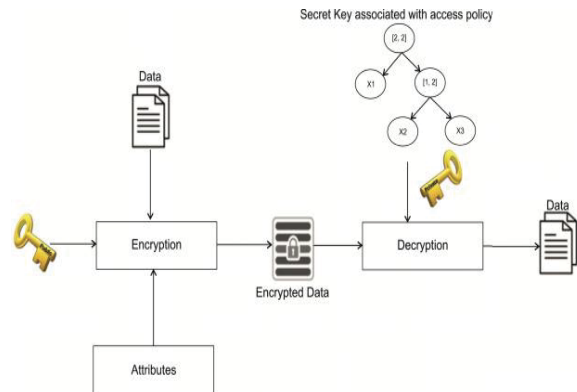 Secret Key associated with access policy
[2, 2]
X1
[1, 2]
X2
X3
Data
Data
Encryption
Decryption
Encrypted Data
Attributes